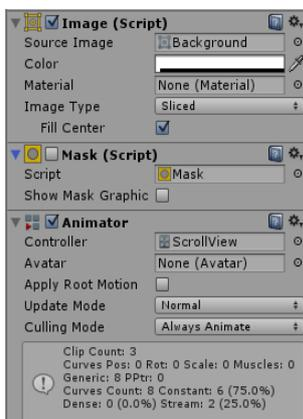 Image (Script)
Source Image Background
Color
Material None (Material)
Image Type Sliced
Fill Center
Mask (Script)
Script Mask
Show Mask Graphic
Animator
Controller ScrollView
Avatar None (Avatar)
Apply Root Motion
Update Mode Normal
Culling Mode Always Animate
Clip Count: 3
Curves Pos: 0 Rot: 0 Scale: 0 Muscles: 0
Generic: 8 PPtr: 0
Curves Count: 8 Constant: 6 (75.0%)
Dense: 0 (0.0%) Stream: 2 (25.0%)